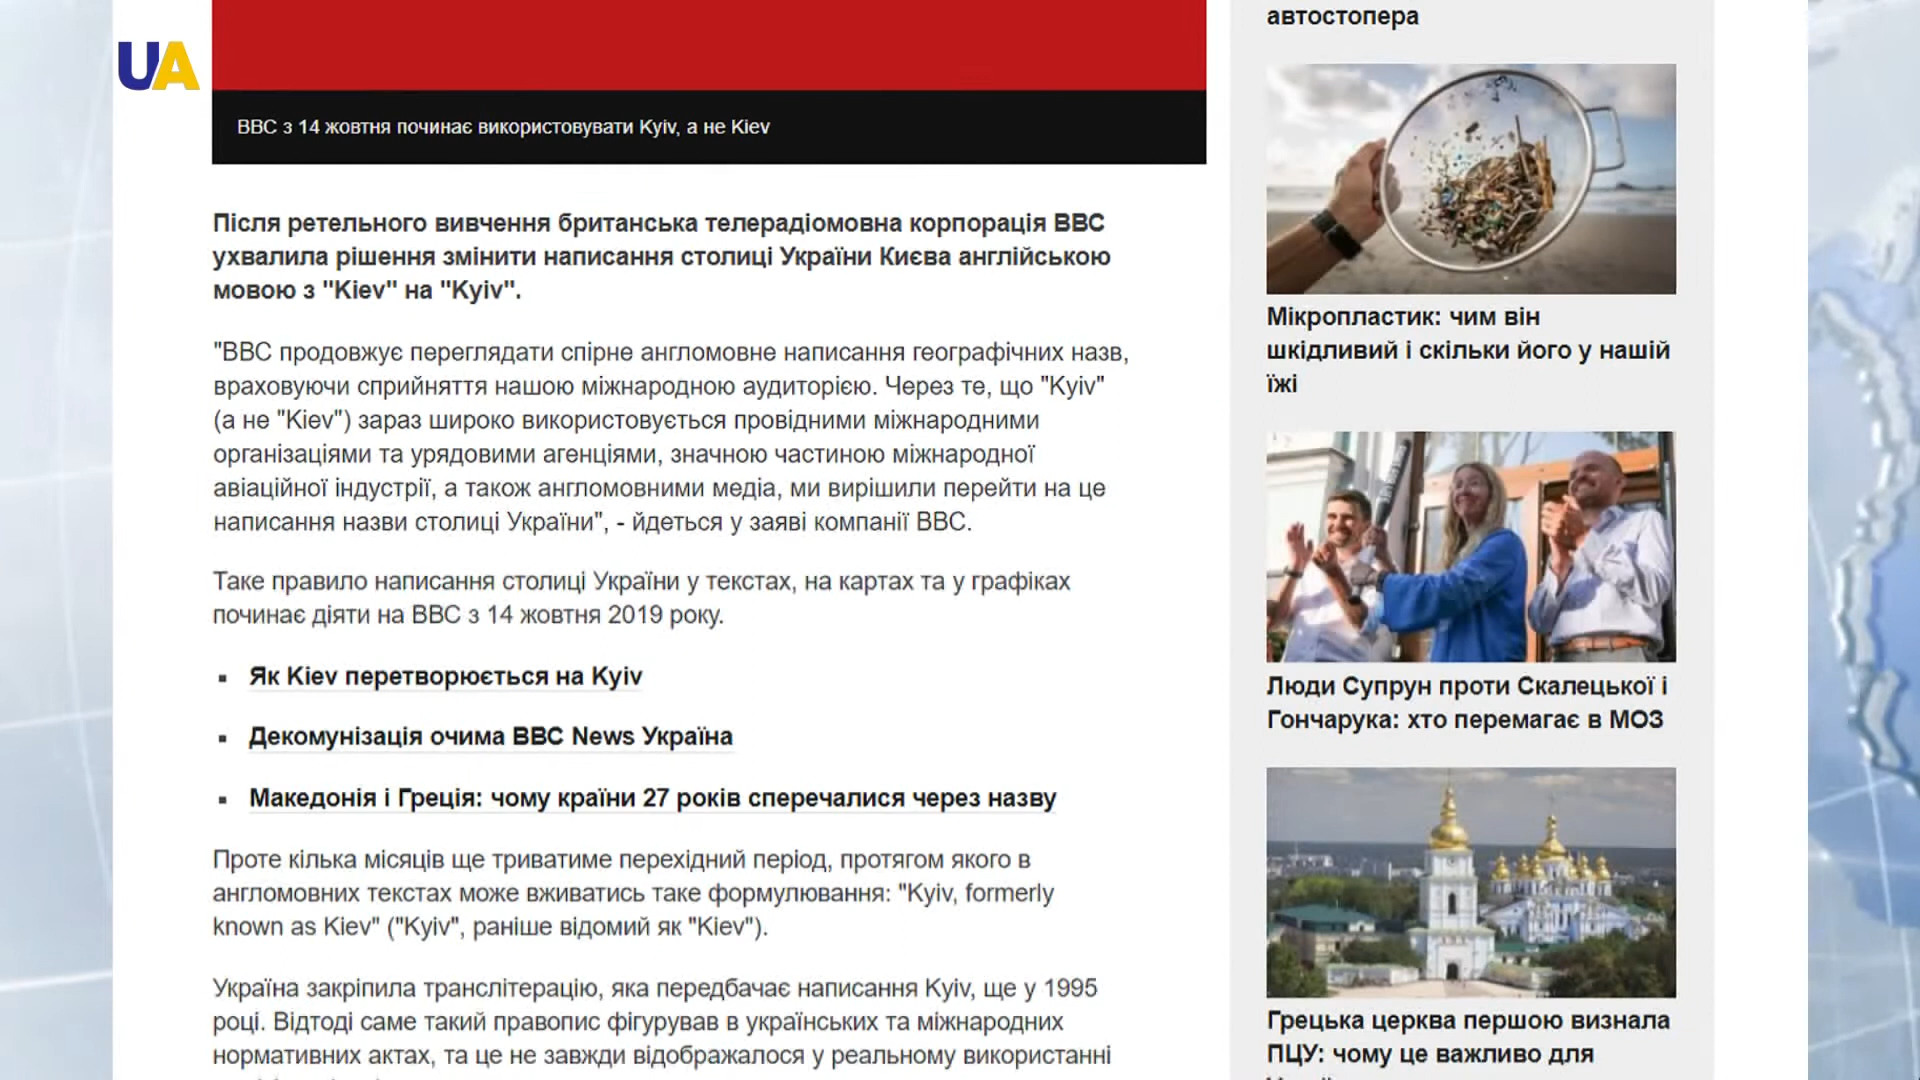 UA
BBC з 14 жовтня починає використовувати Kyiv, а не Kiev
Після ретельного вивчення британська телерадіомовна корпорація BBC
ухвалила рішення змінити написання столиці України Києва англійською
мовою з "Kiev" на "Kyiv".
"BBC продовжує переглядати спірне англомовне написання географічних назв,
враховуючи сприйняття нашою міжнародною аудиторією. Через те, що "Kyiv"
(а не "Kiev") зараз широко використовується провідними міжнародними
організаціями та урядовими агенціями, значною частиною міжнародної
авіаційної індустрії, а також англомовними медіа, ми вирішили перейти на це
написання назви столиці України", - йдеться у заяві компанії BBC.
Таке правило написання столиці України у текстах, на картах та у графіках
починає діяти на BBC з 14 жовтня 2019 року.
▪ Як Kiev перетворюється на Kyiv
▪ Декомунізація очима BBC News Україна
▪ Македонія і Греція: чому країни 27 років сперечалися через назву
Проте кілька місяців ще триватиме перехідний період, протягом якого в
англомовних текстах може вживатись таке формулювання: "Kyiv, formerly
known as Kiev" ("Kyiv", раніше відомий як "Kiev").
Україна закріпила транслітерацію, яка передбачає написання Kyiv, ще у 1995
році. Відтоді саме такий правопис фігурував в українських та міжнародних
нормативних актах, та це не завжди відображалося у реальному використанні
автостопера
Мікропластик: чим він
шкідливий і скільки його у нашій
їжі
Люди Супрун проти Скалецької і
Гончарука: хто перемагає в МОЗ
Грецька церква першою визнала
ПЦУ: чому це важливо для